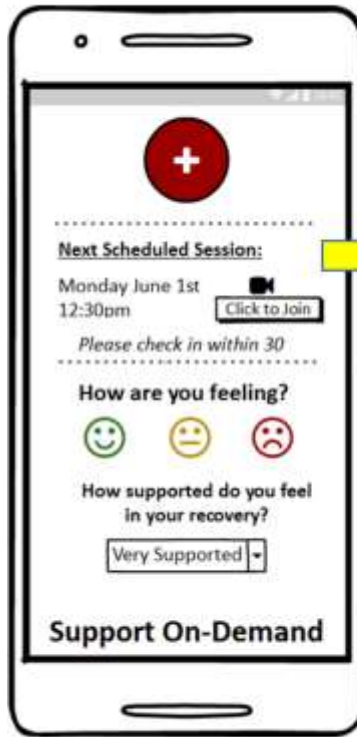 Next Scheduled Session:
Monday June 1st
12:30pm
Click to Join
Please check in within 30
How are you feeling?
How supported do you feel
in your recovery?
Very Supported
Support On-Demand